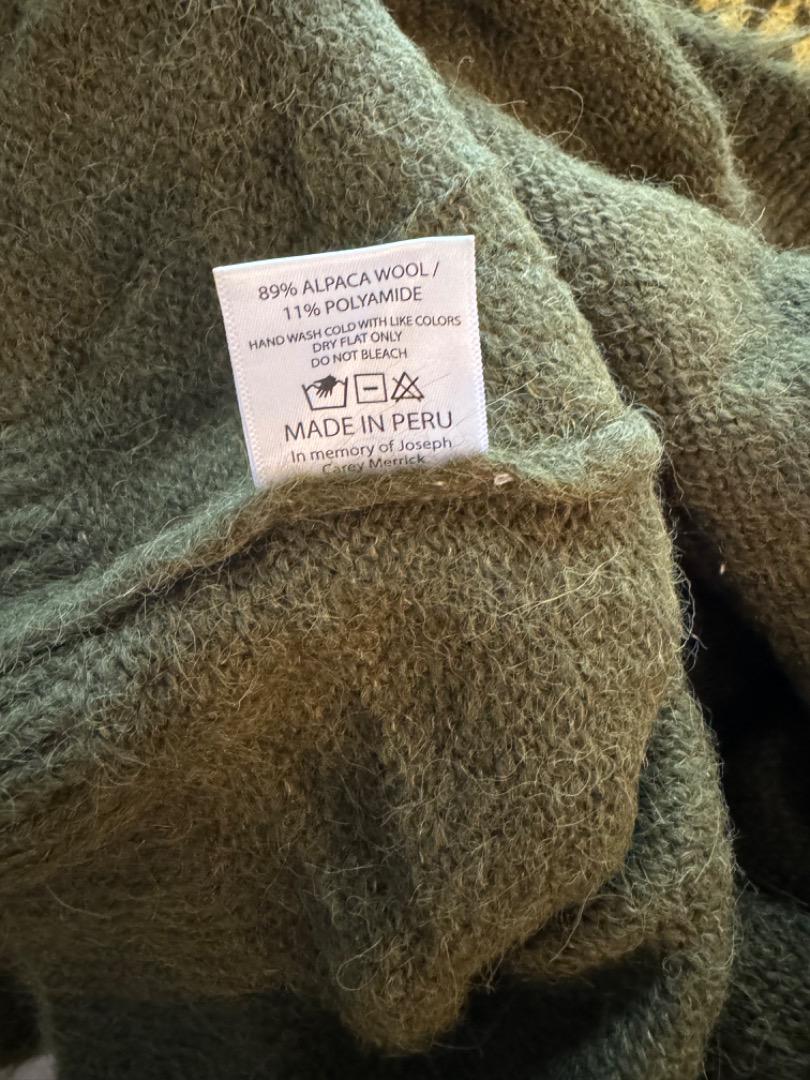 89% ALPACA WOOL /
11% POLYAMIDE
HAND WASH COLD WITH LIKE COLORS
DRY FLAT ONLY
DO NOT BLEACH
MADE IN PERU
In memory of Joseph
Carey Merrick